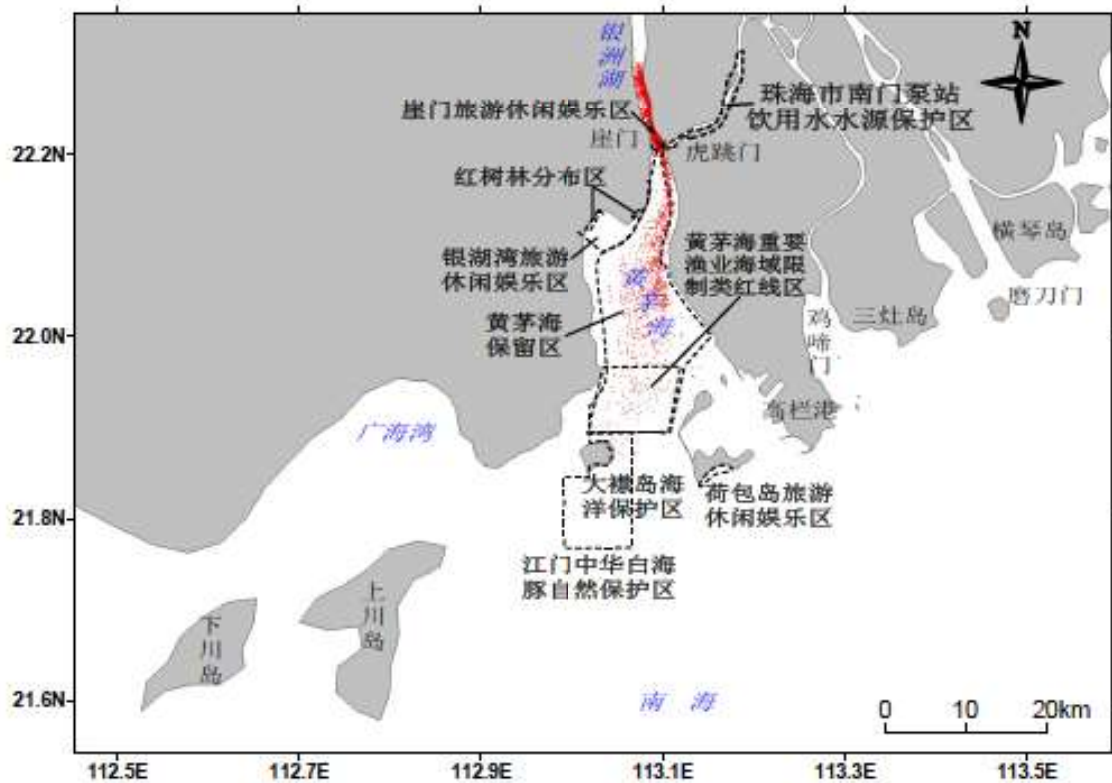 N
银洲湖
崖门旅游休闲娱乐区
珠海市南门泵站
饮用水水源保护区
崖门
虎跳门
22.2N
红树林分布区
横琴岛
银湖湾旅游
休闲娱乐区
黄茅海重要
渔业海域限
制类红线区
磨刀门
黄茅海
黄茅海
保留区
22.0N
鸡啼门
三灶岛
高栏港
广海湾
大襟岛海
洋保护区
荷包岛旅游
休闲娱乐区
21.8N
江门中华白海
豚自然保护区
上川岛
下川岛
21.6N
南 海
0 10 20km
112.5E 112.7E 112.9E 113.1E 113.3E 113.5E